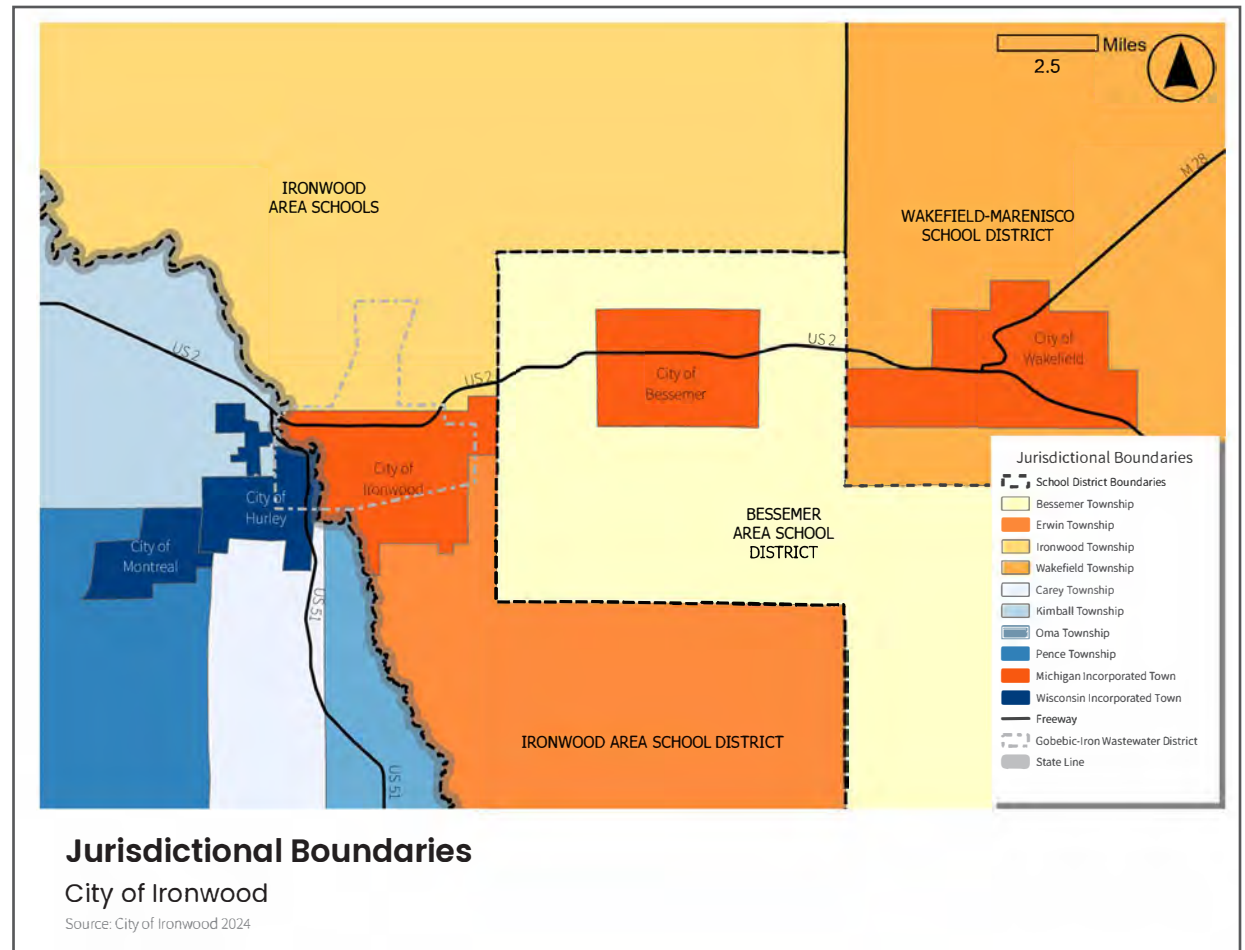 Miles
2.5
IRONWOOD
AREA SCHOOLS
WAKEFIELD-MARENISCO
SCHOOL DISTRICT
M 28
US 2
US 2
US 2
City of
Wakefield
City of
Bessemer
City of
Ironwood
City of
Hurley
City of
Montreal
BESSEMER
AREA SCHOOL
DISTRICT
US 51
US 51
IRONWOOD AREA SCHOOL DISTRICT
Jurisdictional Boundaries
School District Boundaries
Bessemer Township
Erwin Township
Ironwood Township
Wakefield Township
Carey Township
Kimball Township
Oma Township
Pence Township
Michigan Incorporated Town
Wisconsin Incorporated Town
Freeway
Gobebic-Iron Wastewater District
State Line
Jurisdictional Boundaries
City of Ironwood
Source: City of Ironwood 2024